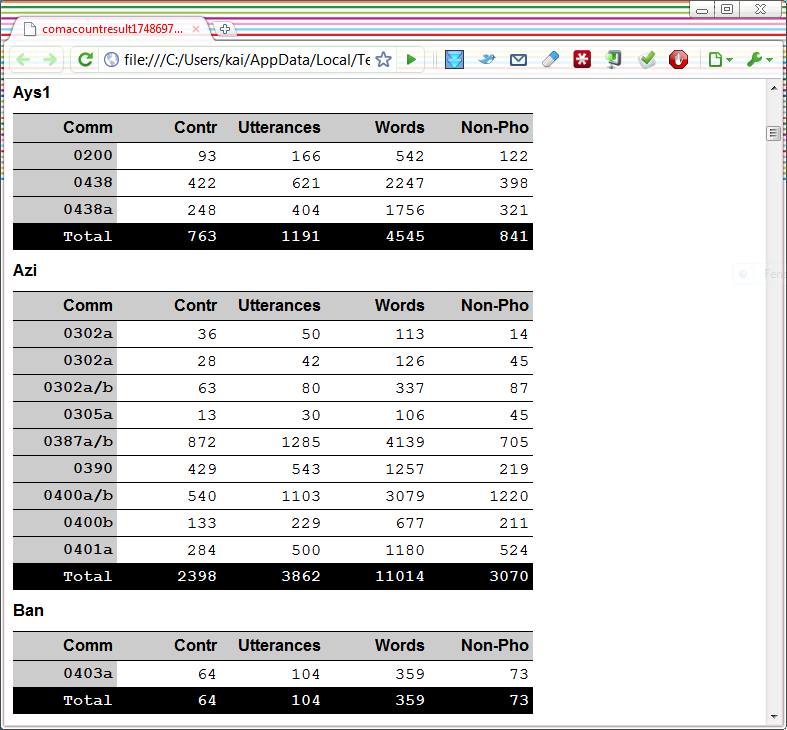 comacountresult1748697...
file:///C:/Users/kai/AppData/Local/Te
Ays1
Comm Contr Utterances Words Non-Pho
0200 93 166 542 122
0438 422 621 2247 398
0438a 248 404 1756 321
Total 763 1191 4545 841
Azi
Comm Contr Utterances Words Non-Pho
0302a 36 50 113 14
0302a 28 42 126 45
0302a/b 63 80 337 87
0305a 13 30 106 45
0387a/b 872 1285 4139 705
0390 429 543 1257 219
0400a/b 540 1103 3079 1220
0400b 133 229 677 211
0401a 284 500 1180 524
Total 2398 3862 11014 3070
Ban
Comm Contr Utterances Words Non-Pho
0403a 64 104 359 73
Total 64 104 359 73